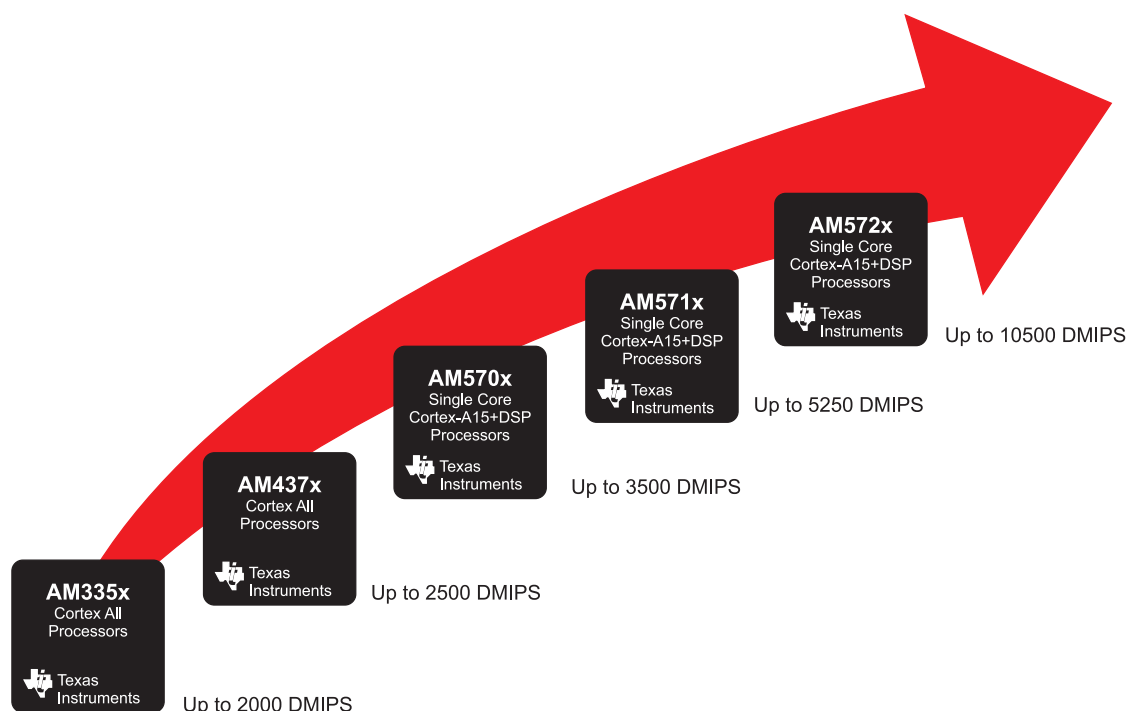 AM572x
Single Core
Cortex-A15+DSP
Processors
Texas
Instruments
Up to 10500 DMIPS
AM571x
Single Core
Cortex-A15+DSP
Processors
Texas
Instruments
Up to 5250 DMIPS
AM570x
Single Core
Cortex-A15+DSP
Processors
Texas
Instruments
Up to 3500 DMIPS
AM437x
Cortex All
Processors
Texas
Instruments
Up to 2500 DMIPS
AM335x
Cortex All
Processors
Texas
Instruments
Up to 2000 DMIPS